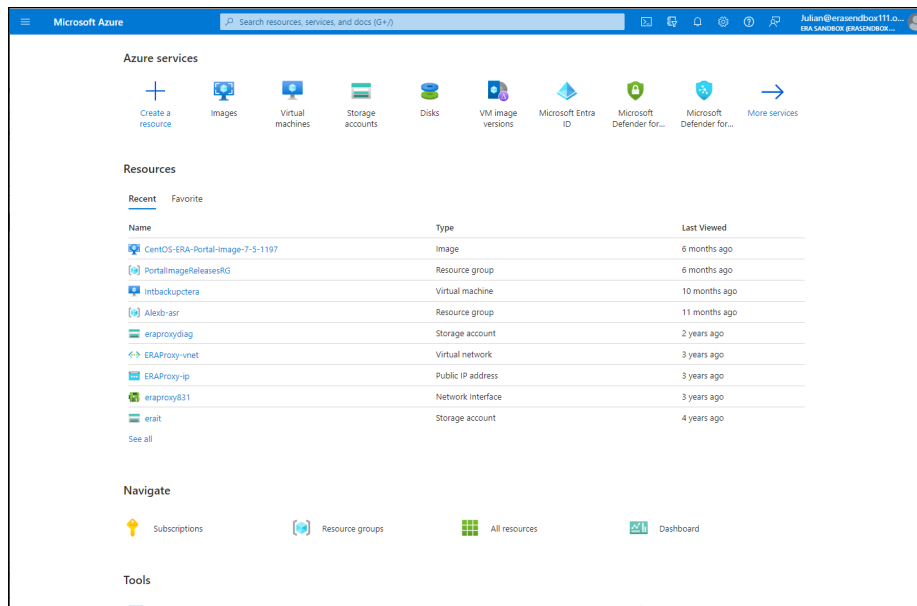 Microsoft Azure
Search resources, services, and docs (G+/)
Julian@erasendbox111.o...
ERA SANDBOX (ERASENDBOX....
Azure services
Create a resource
Images
Virtual machines
Storage accounts
Disks
VM image versions
Microsoft Entra ID
Microsoft Defender for...
Microsoft Defender for...
More services
Resources
Recent Favorite
Name Type Last Viewed
CentOS-ERA-Portal-Image-7-5-1197 Image 6 months ago
PortalImageReleasesRG Resource group 6 months ago
Intbackupctera Virtual machine 10 months ago
Alexb-asr Resource group 11 months ago
eraproxydiag Storage account 2 years ago
ERAProxy-vnet Virtual network 3 years ago
ERAProxy-ip Public IP address 3 years ago
eraproxy831 Network Interface 3 years ago
erait Storage account 4 years ago
See all
Navigate
Subscriptions Resource groups All resources Dashboard
Tools